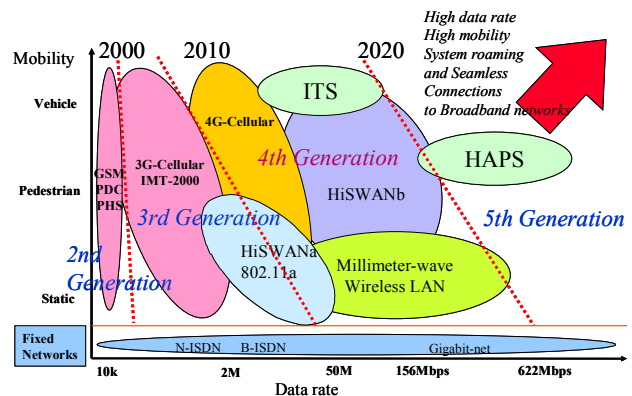 2000
2010
2020
High data rate
High mobility
System roaming
and Seamless
Connections
to Broadband networks
Mobility
Vehicle
Pedestrian
Static
ITS
4G-Cellular
4th Generation
HAPS
3G-Cellular
IMT-2000
GSM
PDC
PHS
HiSWANb
3rd Generation
5th Generation
2nd
Generation
HiSWANa
802.11a
Millimeter-wave
Wireless LAN
Fixed
Networks
N-ISDN
B-ISDN
Gigabit-net
10k
2M
50M
156Mbps
622Mbps
Data rate